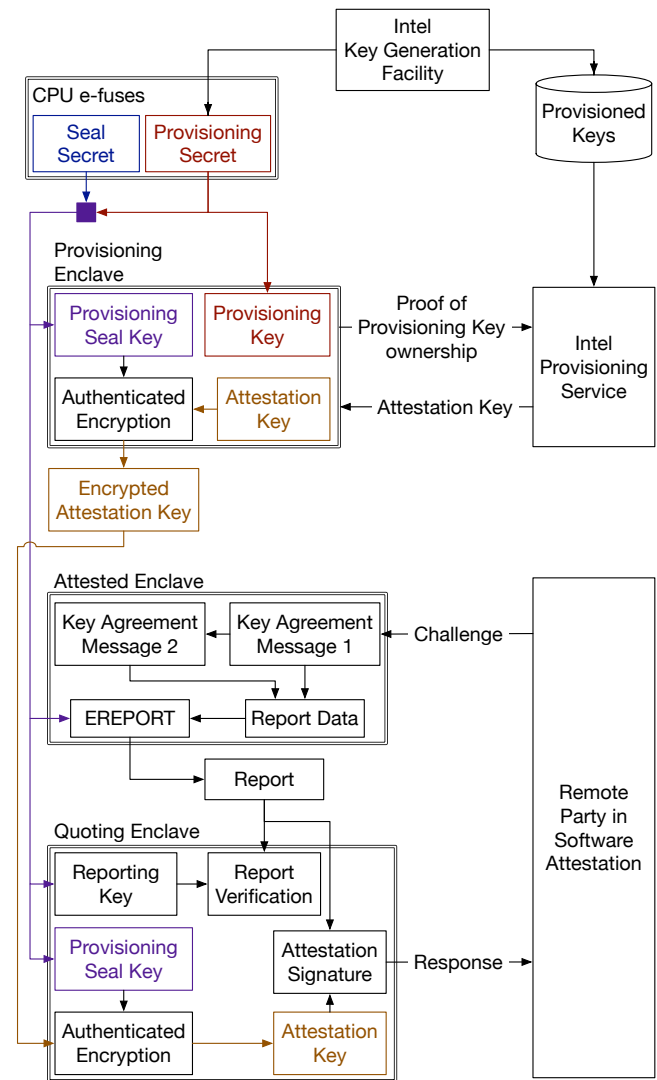 Intel
Key Generation
Facility
CPU e-fuses
Seal
Secret
Provisioning
Secret
Provisioned
Keys
Provisioning
Enclave
Provisioning
Seal Key
Provisioning
Key
Proof of
Provisioning Key
ownership
Intel
Provisioning
Service
Authenticated
Encryption
Attestation
Key
Attestation Key
Encrypted
Attestation Key
Attested Enclave
Key Agreement
Message 2
Key Agreement
Message 1
Challenge
EREPORT
Report Data
Report
Remote
Party in
Software
Attestation
Quoting Enclave
Reporting
Key
Report
Verification
Provisioning
Seal Key
Attestation
Signature
Response
Authenticated
Encryption
Attestation
Key